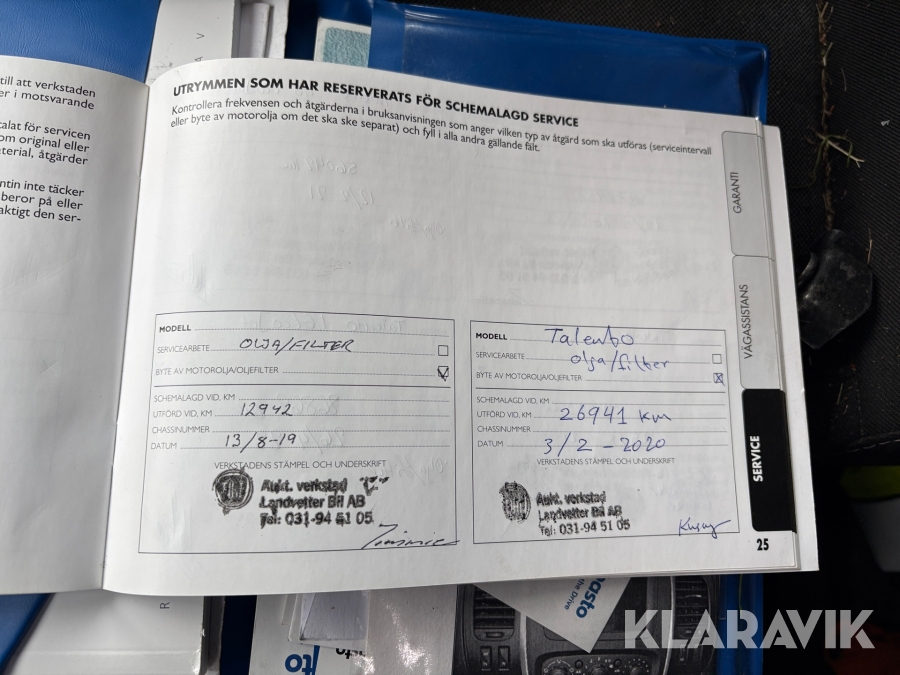 till att verkstaden
er i motsvarande
talat för servicen
om original eller
terial, åtgärder
ntin inte täcker
beror på eller
aktigt den ser-
UTRYMMEN SOM HAR RESERVERATS FÖR SCHEMALAGD SERVICE
Kontrollera frekvensen och åtgärderna i bruksanvisningen som anger vilken typ av åtgärd som ska utföras (serviceintervall
eller byte av motorolja om det ska ske separat) och fyll i alla andra gällande fält.
GARANTI
VÄGASSISTANS
SERVICE
MODELL
SERVICEARBETE OLJA/FILTER
BYTE AV MOTOROLJA/OLJEFILTER
SCHEMALAGD VID, KM
UTFÖRD VID, KM 12942
CHASSINUMMER
DATUM 13/8-19
VERKSTADENS STÄMPEL OCH UNDERSKRIFT
Aukt. verkstad
Landvetter Bil AB
Tel: 031-94 51 05
MODELL Talento
SERVICEARBETE olja/filter
BYTE AV MOTOROLJA/OLJEFILTER
SCHEMALAGD VID, KM
UTFÖRD VID, KM 26941 km
CHASSINUMMER
DATUM 3/2-2020
VERKSTADENS STÄMPEL OCH UNDERSKRIFT
Aukt. verkstad
Landvetter Bil AB
Tel: 031-94 51 05
25
asto
the Drive
to
KLARAVIK